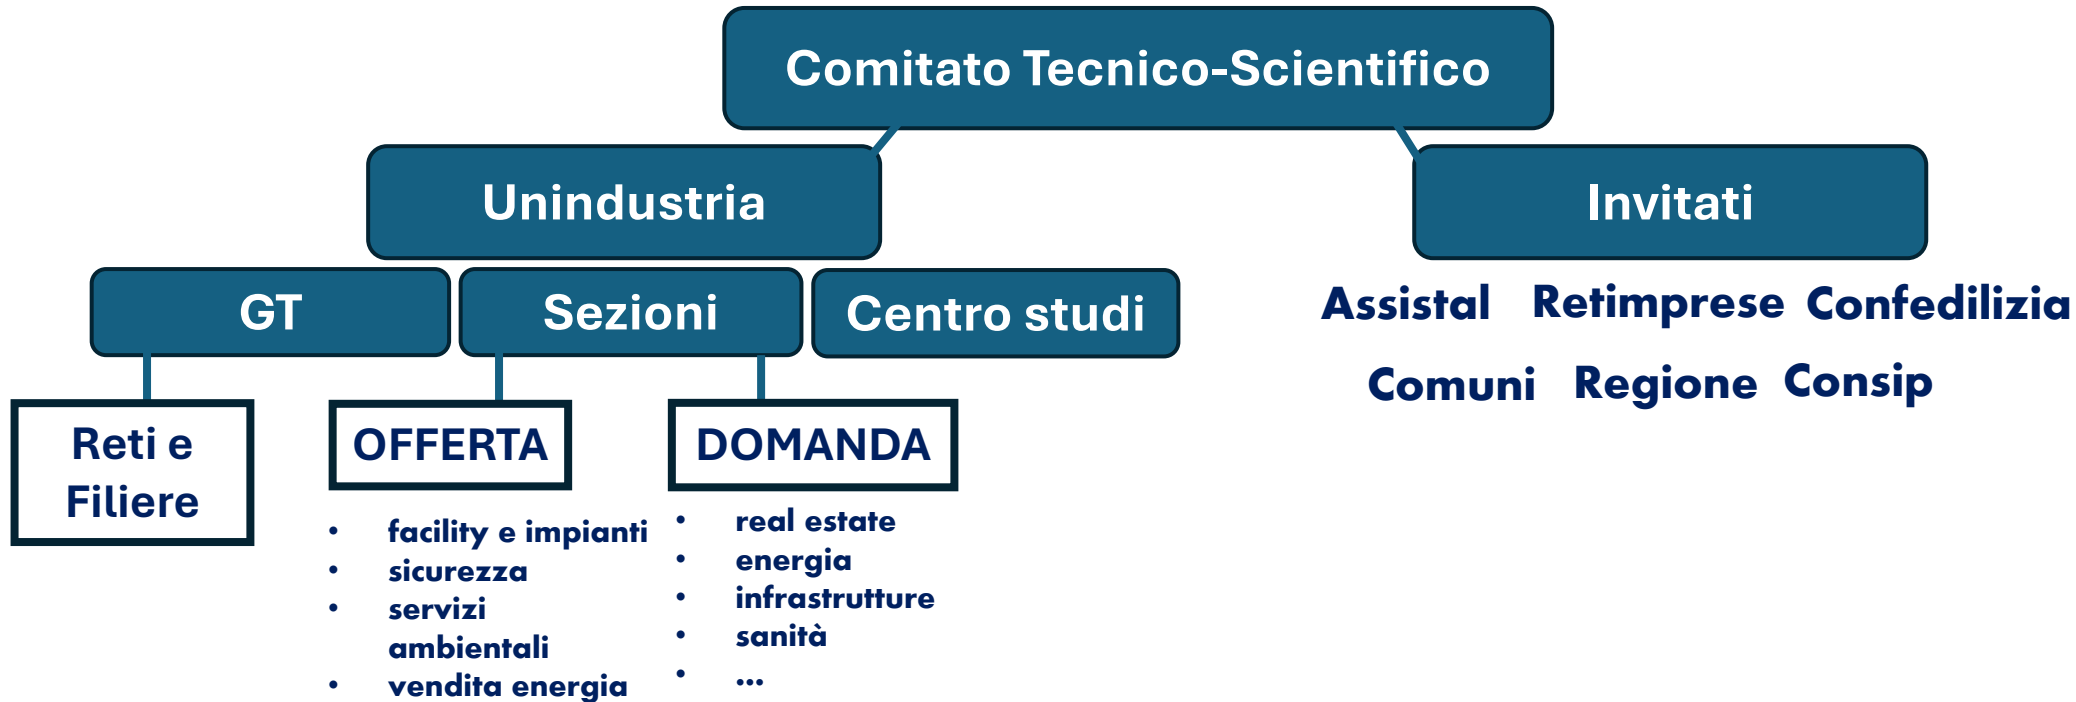 Comitato Tecnico-Scientifico
Unindustria
Invitati
GT
Sezioni
Centro studi
Assistal Retimprese Confedilizia
Comuni Regione Consip
Reti e
Filiere
OFFERTA
• facility e impianti
• sicurezza
• servizi
ambientali
• vendita energia
DOMANDA
• real estate
• energia
• infrastrutture
• sanità
• ...